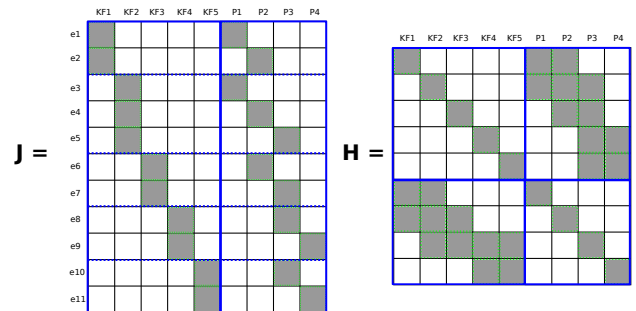 KF1 KF2 KF3 KF4 KF5 P1 P2 P3 P4
e1
e2
e3
e4
e5
e6
e7
e8
e9
e10
e11
J =
H =
KF1 KF2 KF3 KF4 KF5 P1 P2 P3 P4